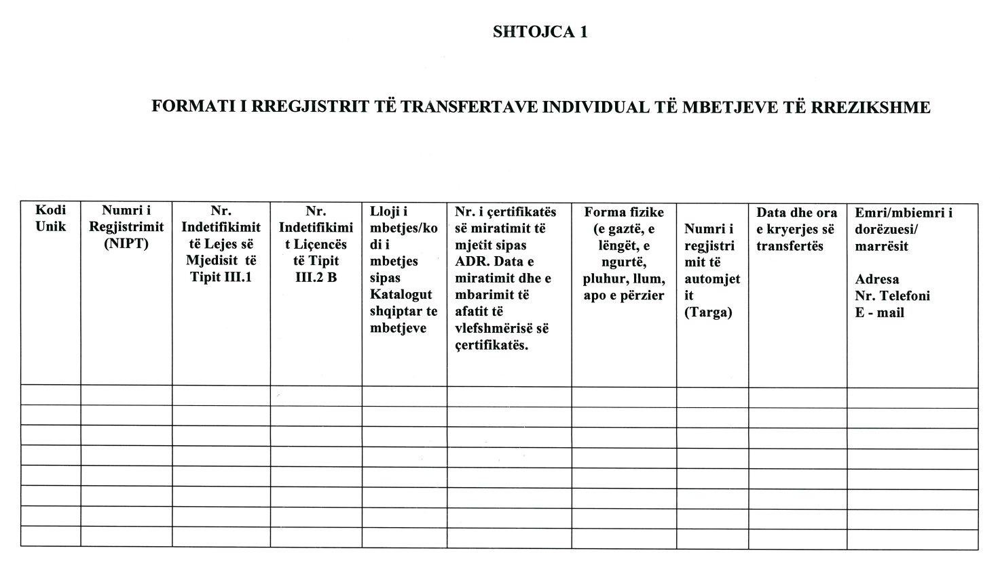 SHTOJCA 1
FORMATI I RREGJISTRIT TË TRANSFERTAVE INDIVIDUAL TË MBETJEVE TË RREZIKSHME
Kodi
Unik
Numri i
Regjistrimit
(NIPT)
Nr.
Indetifikimit
të Lejes së
Mjedisit të
Tipit III.1
Nr.
Indetifikimi
t Liçencës
të Tipit
III.2 B
Lloji i
mbetjes/ko
di i
mbetjes
sipas
Katalogut
shqiptar te
mbetjeve
Nr. i çertifikatës
së miratimit të
mjetit sipas
ADR. Data e
miratimit dhe e
mbarimit të
afatit të
vlefshmërisë së
çertifikatës.
Forma fizike
(e gaztë, e
lëngët, e
ngurtë,
pluhur, llum,
apo e përzier
Numri i
regjistri
mit të
automjet
it
(Targa)
Data dhe ora
e kryerjes së
transfertës
Emri/mbiemri i
dorëzuesi/
marrësit
Adresa
Nr. Telefoni
E - mail